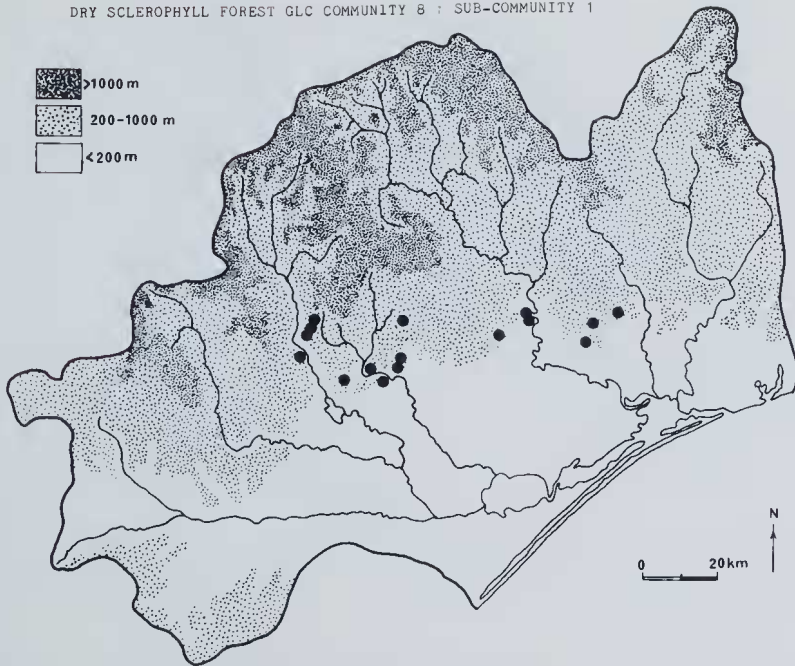 DRY SCLEROPHYLL FOREST GLC COMMUNITY 8 : SUB-COMMUNITY 1
>1000 m
200-1000 m
<200 m
N
0 20km